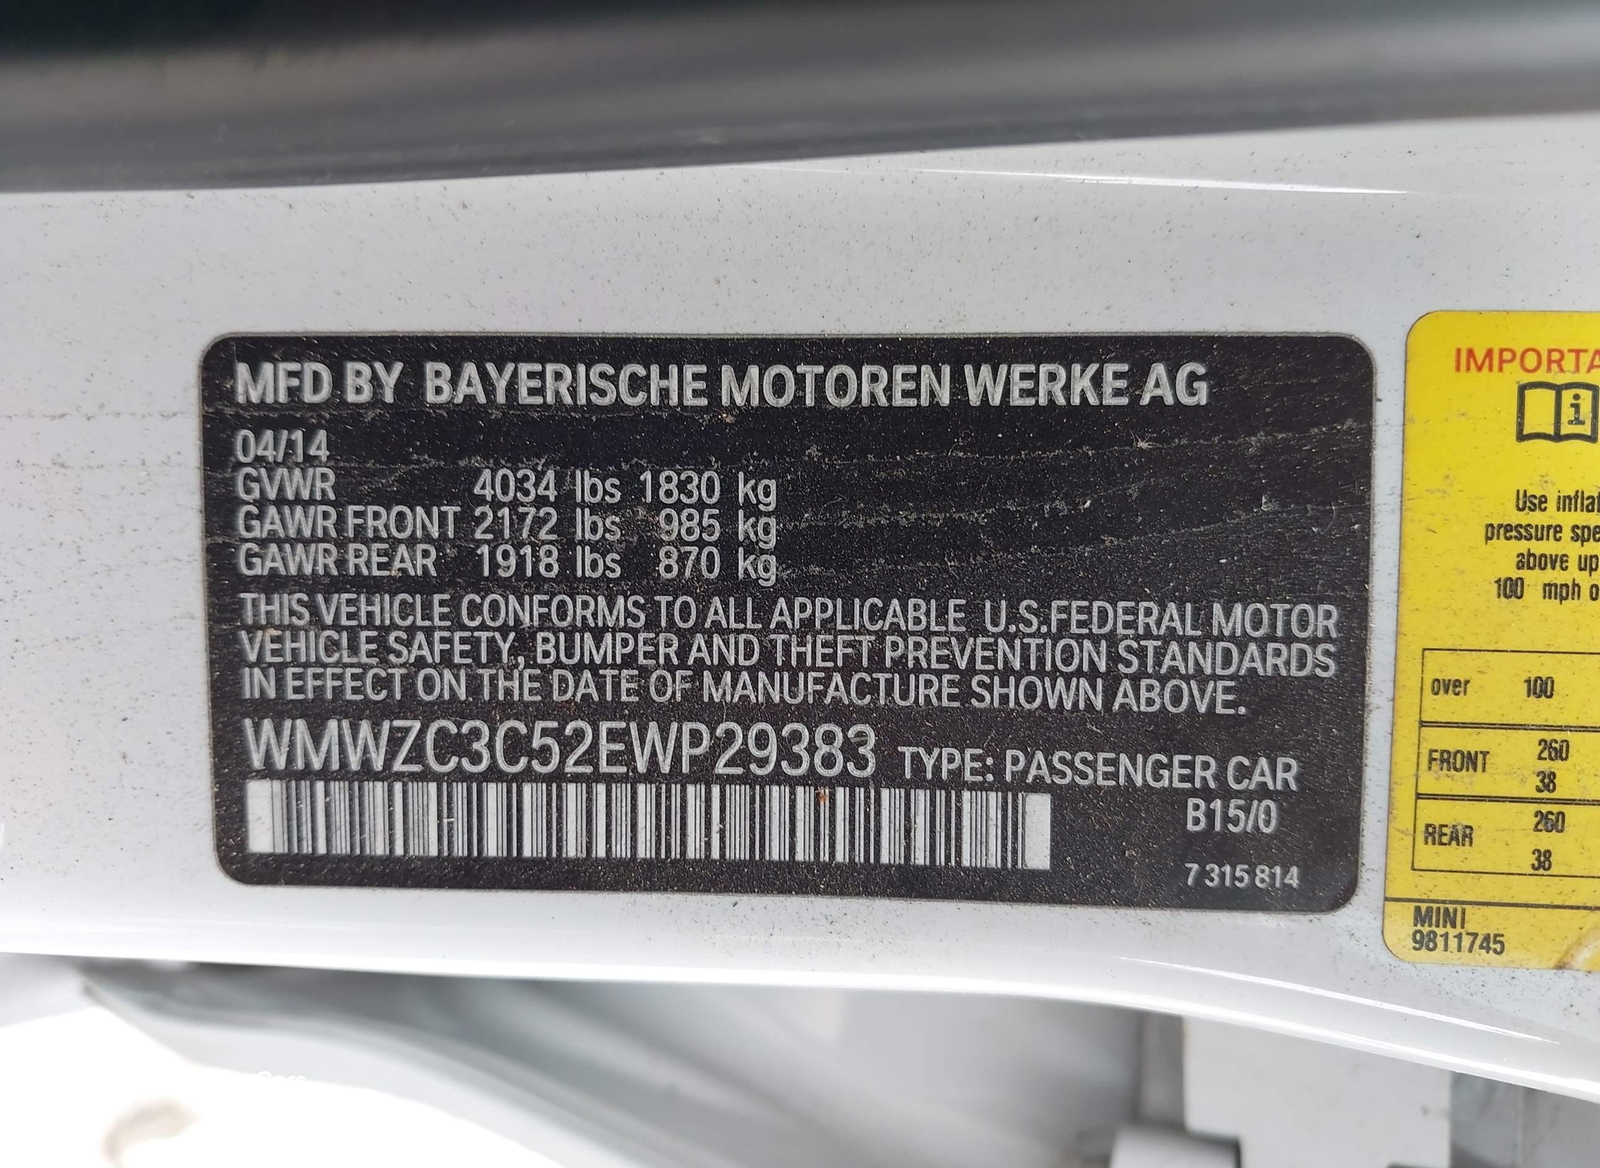 MFD BY BAYERISCHE MOTOREN WERKE AG
04/14
GVWR 4034 lbs 1830 kg
GAWR FRONT 2172 lbs 985 kg
GAWR REAR 1918 lbs 870 kg
THIS VEHICLE CONFORMS TO ALL APPLICABLE U.S.FEDERAL MOTOR
VEHICLE SAFETY, BUMPER AND THEFT PREVENTION STANDARDS
IN EFFECT ON THE DATE OF MANUFACTURE SHOWN ABOVE.
WMWZC3C52EWP29383 TYPE: PASSENGER CAR
B15/0
7 315 814
IMPORTA
i
Use inflat
pressure spe
above up
100 mph o
over 100
FRONT 260
38
REAR 260
38
MINI
9811745